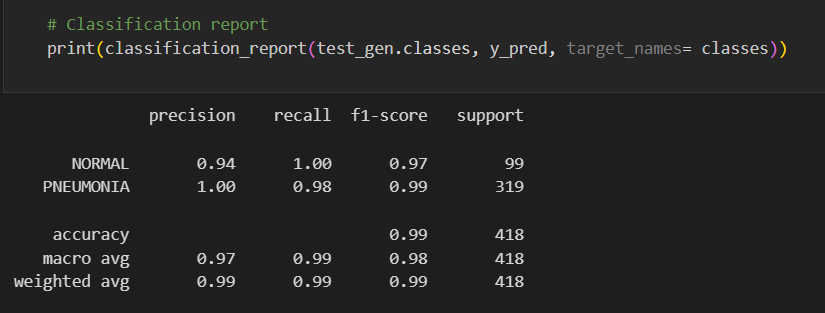 # Classification report
print(classification_report(test_gen.classes, y_pred, target_names= classes))
precision recall f1-score support
NORMAL 0.94 1.00 0.97 99
PNEUMONIA 1.00 0.98 0.99 319
accuracy 0.99 418
macro avg 0.97 0.99 0.98 418
weighted avg 0.99 0.99 0.99 418